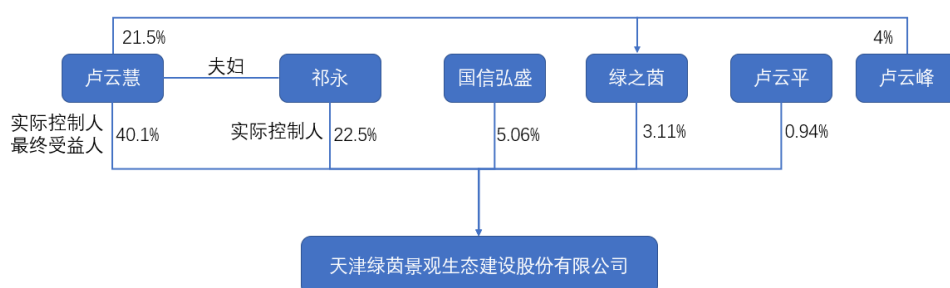 21.5%
4%
卢云慧
夫妇
祁永
国信弘盛
绿之茵
卢云平
卢云峰
实际控制人
最终受益人
40.1%
实际控制人
22.5%
5.06%
3.11%
0.94%
天津绿茵景观生态建设股份有限公司